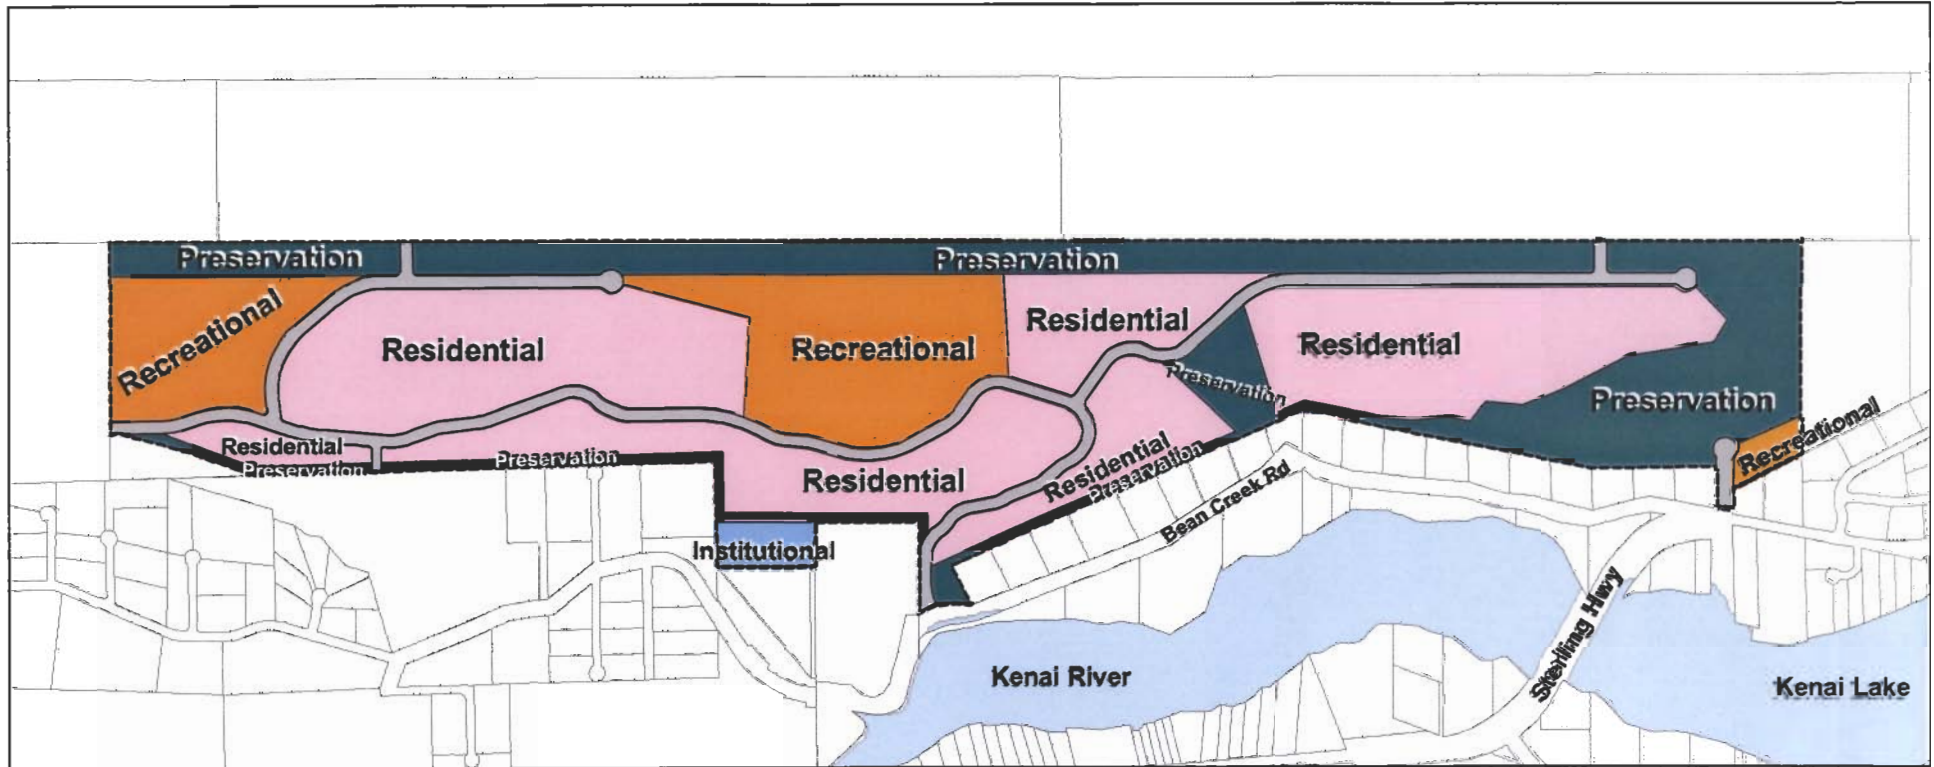 Preservation
Preservation
Recreational
Residential
Recreational
Residential
Residential
Preservation
Preservation
Recreational
Residential
Preservation
Preservation
Residential
Residential
Preservation
Bean Creek Rd
Institutional
Sterling Hwy
Kenai River
Kenai Lake